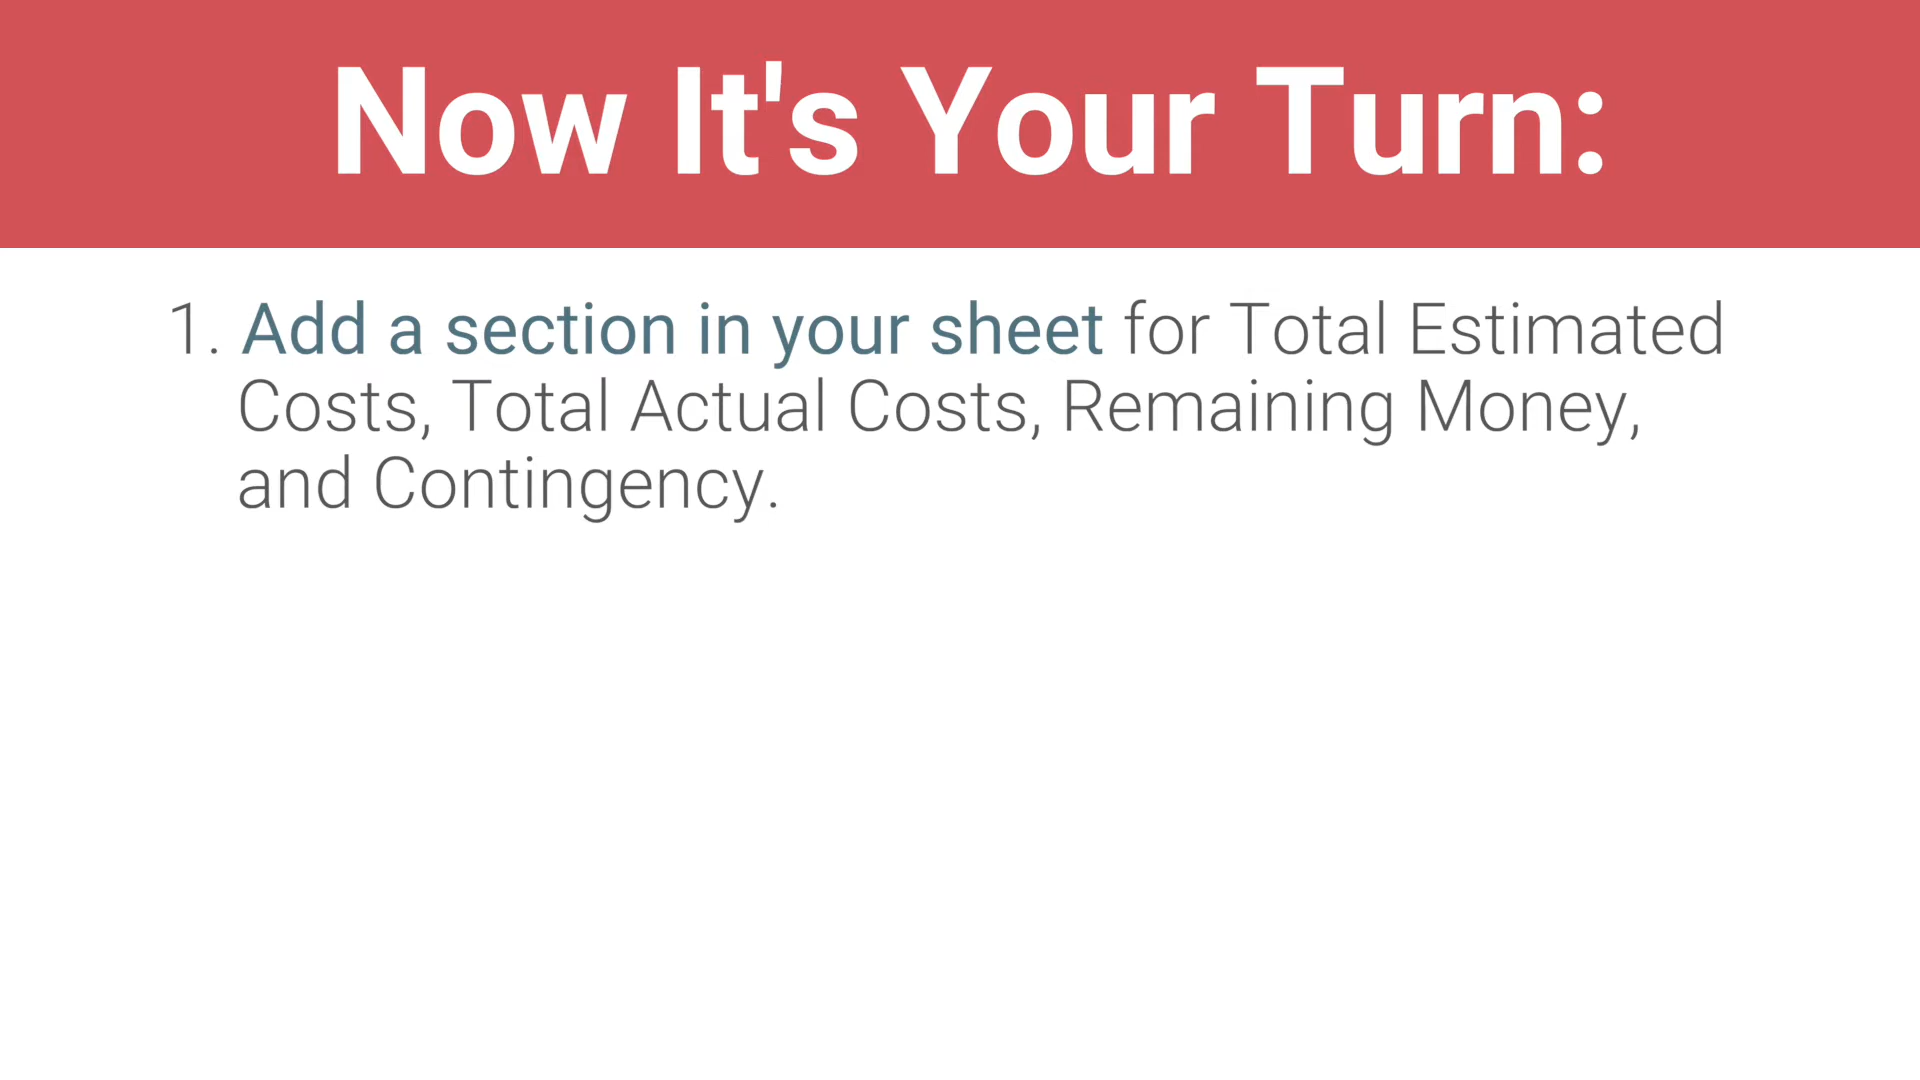 Now It's Your Turn:
1. Add a section in your sheet for Total Estimated
Costs, Total Actual Costs, Remaining Money,
and Contingency.